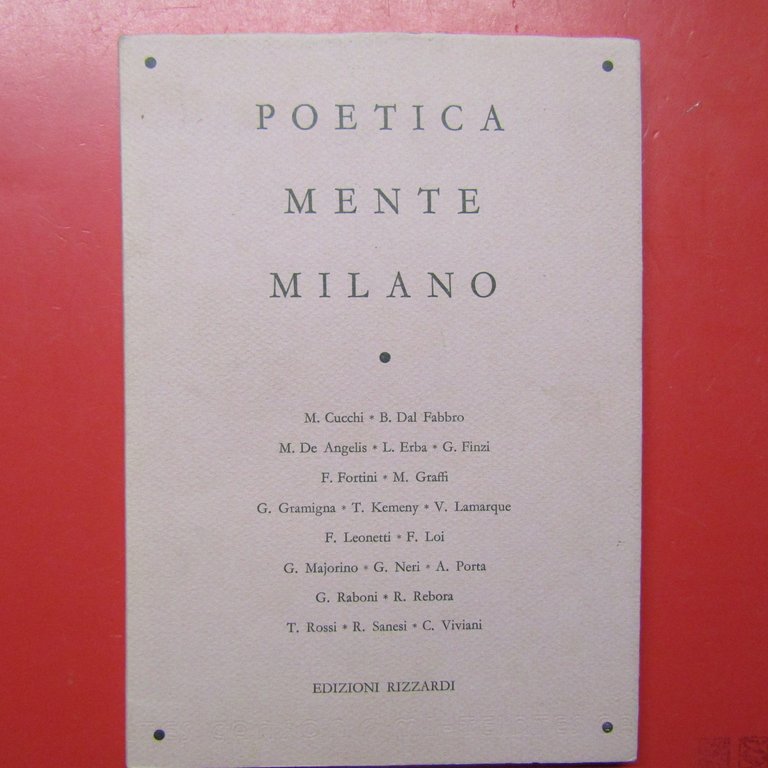 POETICA
MENTE
MILANO
M. Cucchi * B. Dal Fabbro
M. De Angelis * L. Erba * G. Finzi
F. Fortini * M. Graffi
G. Gramigna * T. Kemeny * V. Lamarque
F. Leonetti * F. Loi
G. Majorino * G. Neri * A. Porta
G. Raboni * R. Rebora
T. Rossi * R. Sanesi * C. Viviani
EDIZIONI RIZZARDI